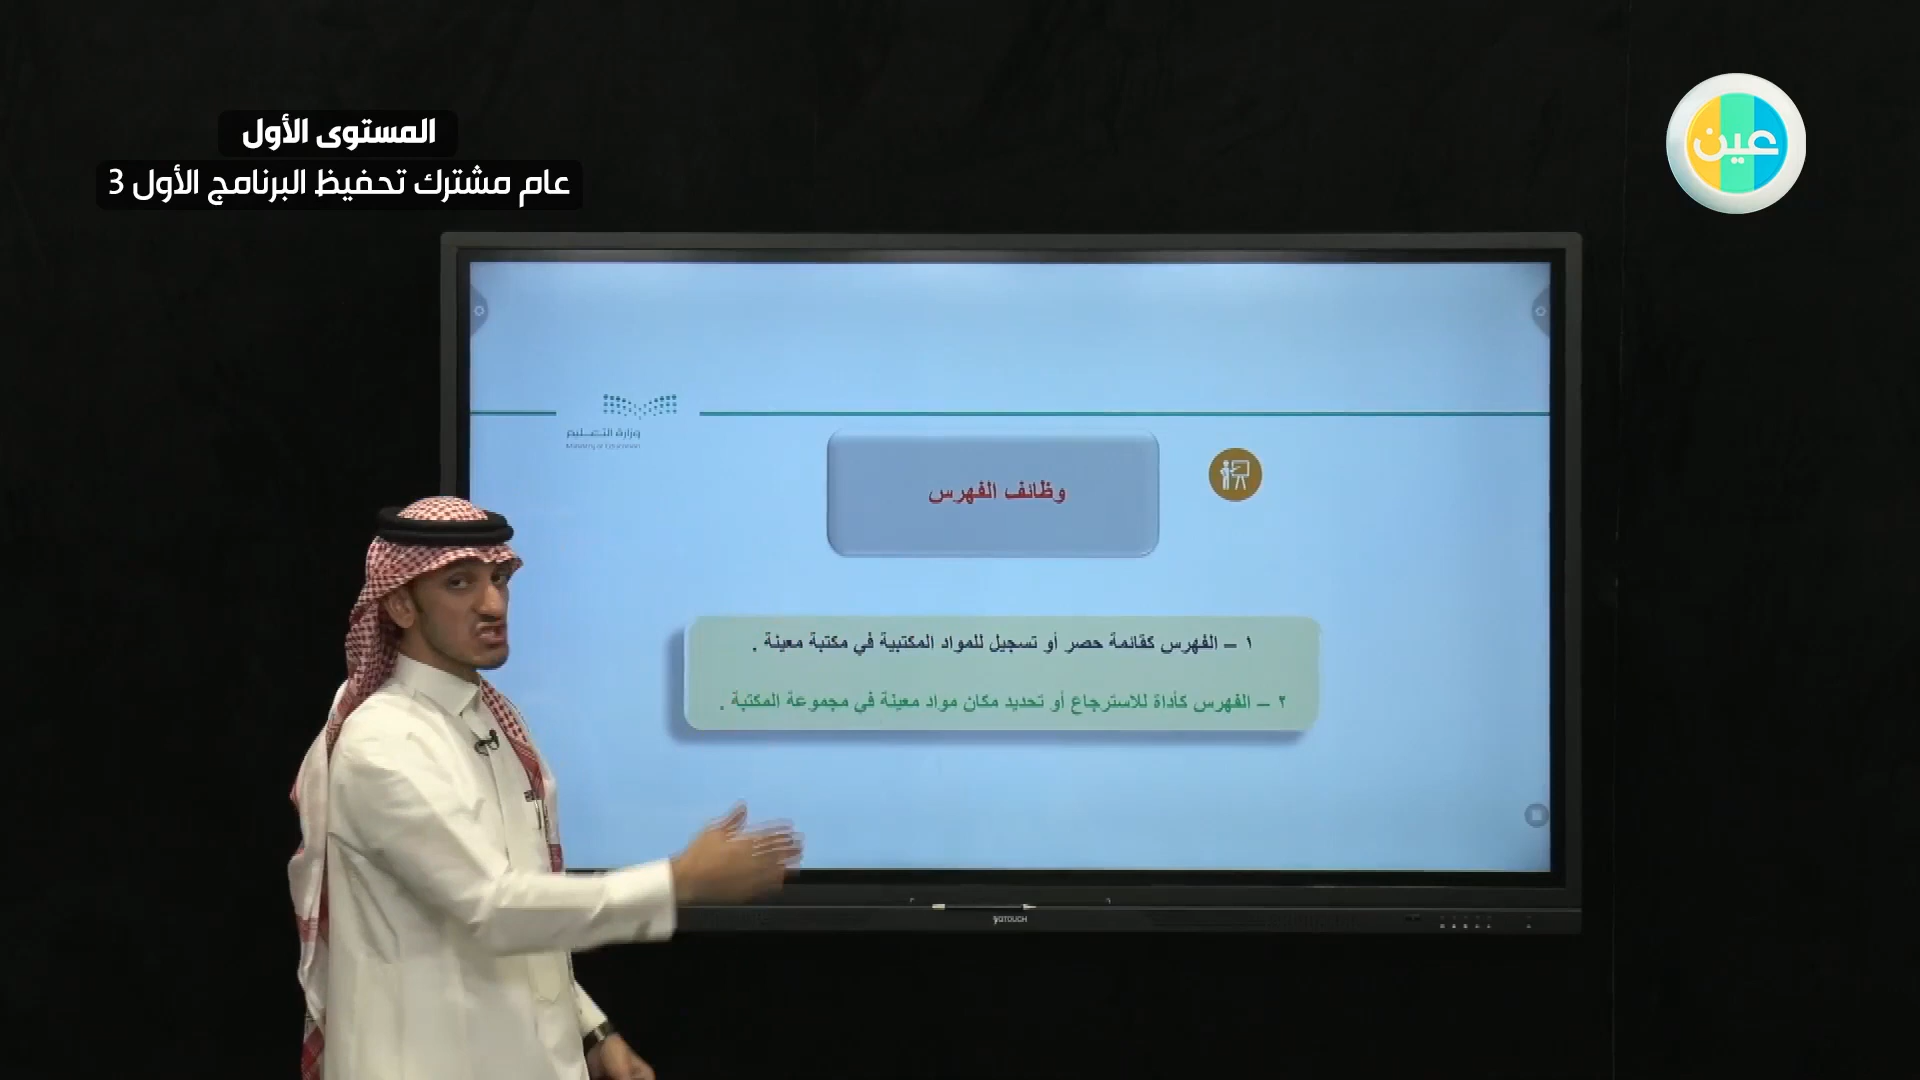 المستوى الأول
عام مشترك تحفيظ البرنامج الأول 3
عين
وزارة التعليم
Ministry of Education
وظائف الفهرس
١ – الفهرس كقائمة حصر أو تسجيل للمواد المكتبية في مكتبة معينة .
٢ – الفهرس كأداة للاسترجاع أو تحديد مكان مواد معينة في مجموعة المكتبة .